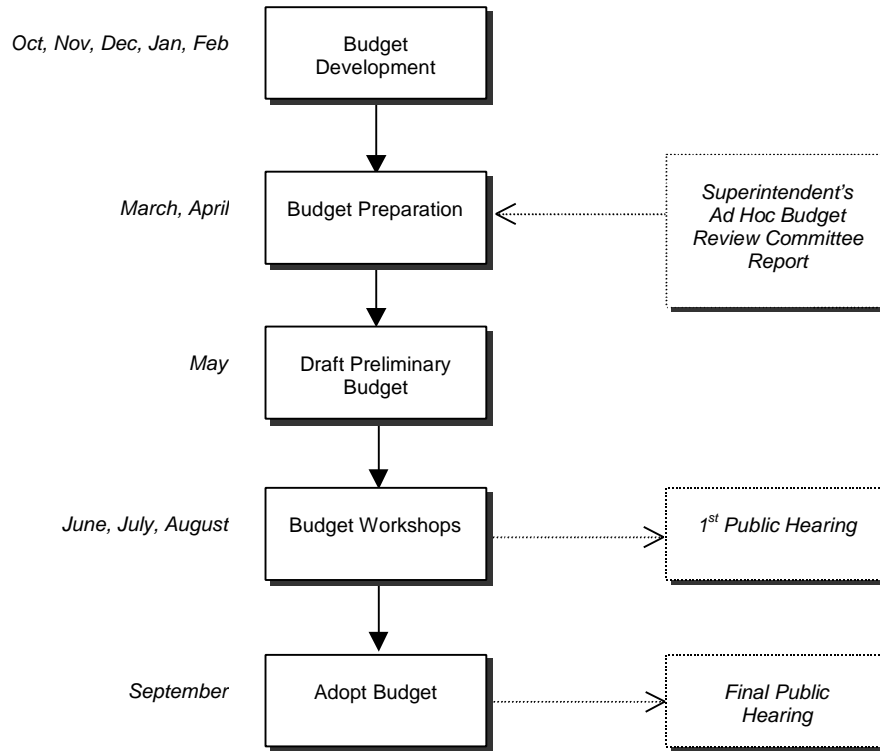 Oct, Nov, Dec, Jan, Feb
Budget
Development
March, April
Budget Preparation
Superintendent's
Ad Hoc Budget
Review Committee
Report
May
Draft Preliminary
Budget
June, July, August
Budget Workshops
1st Public Hearing
September
Adopt Budget
Final Public
Hearing